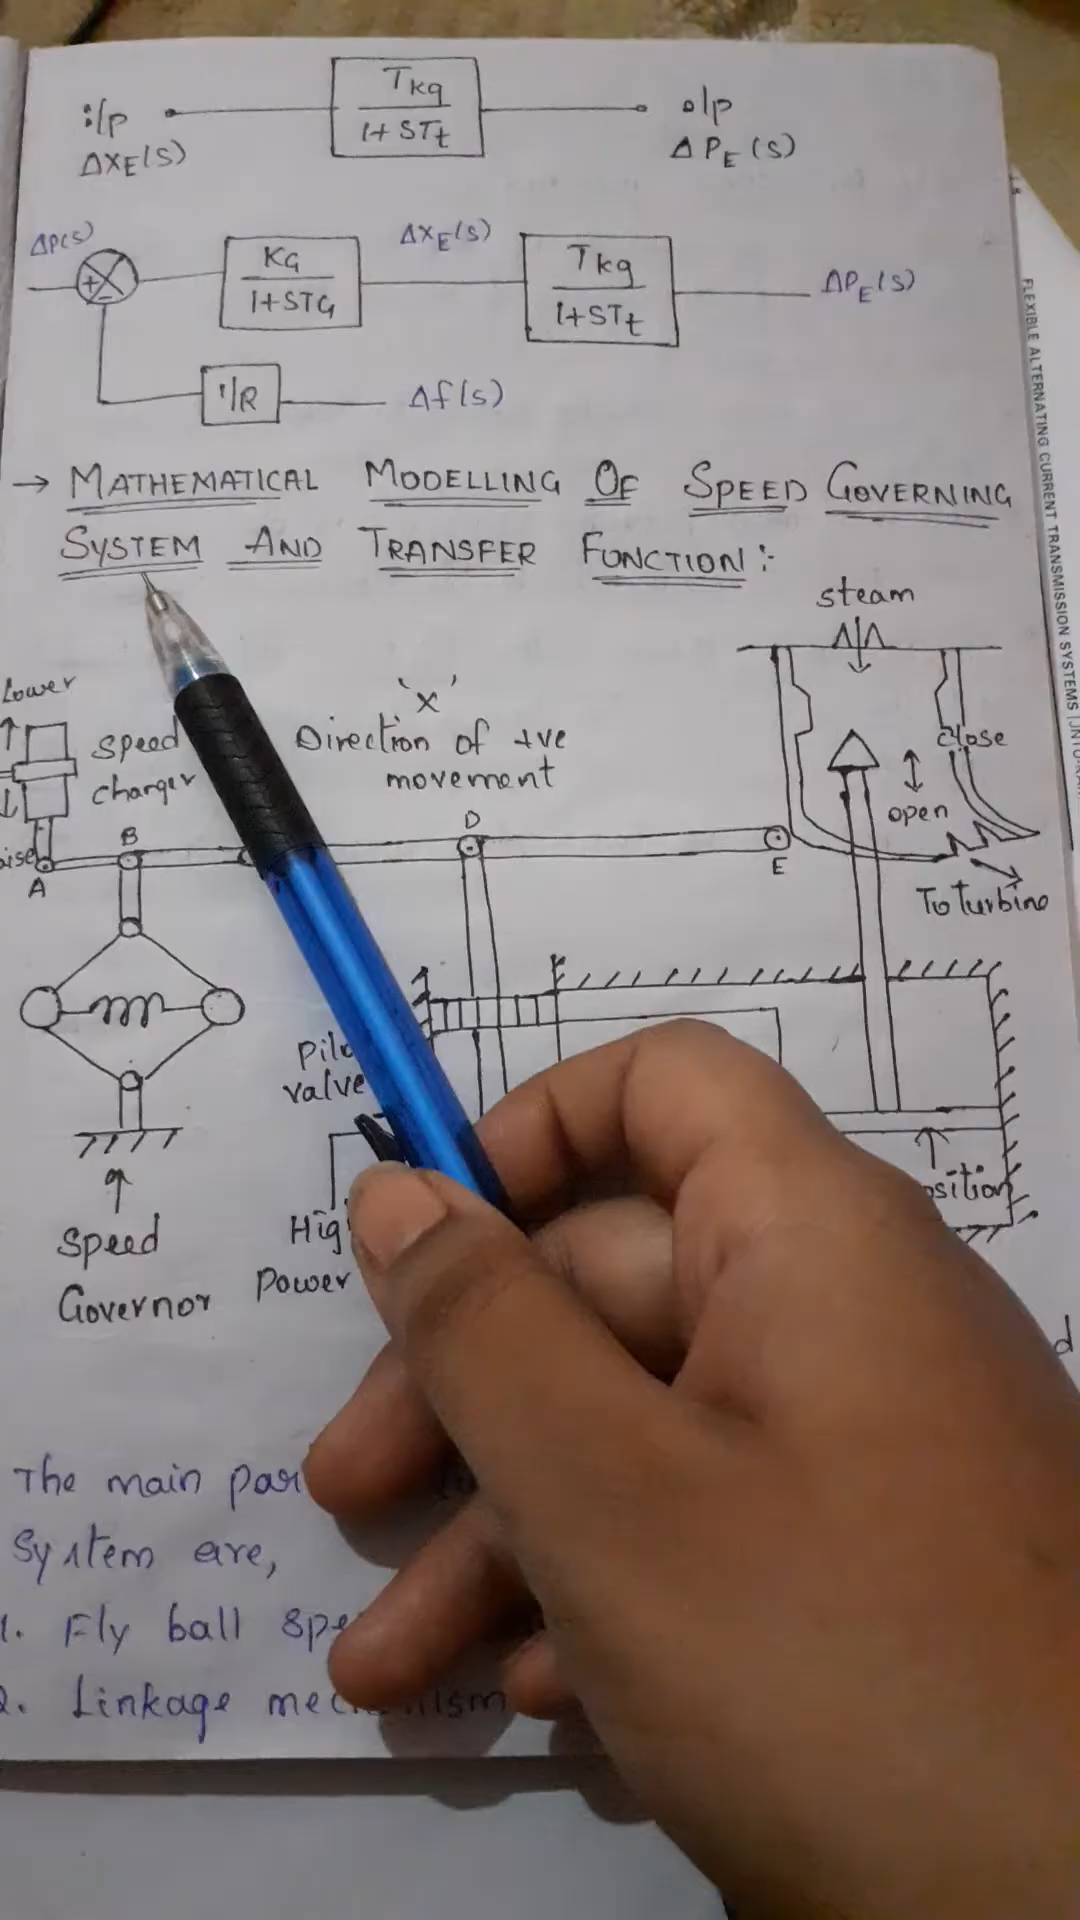 i/p
ΔXE(S)
Tkg
1+STt
o/p
ΔPE(S)
ΔP(S)
+
-
KG
1+STG
ΔXE(S)
Tkg
1+STt
ΔPE(S)
1/R
Δf(S)
→ MATHEMATICAL MODELLING OF SPEED GOVERNING
SYSTEM AND TRANSFER FUNCTION:
steam
Lower
speed
charger
'x'
Direction of +ve
movement
close
open
A
B
D
E
To turbine
valve
Speed
Governor
Power
The main
System are,
1. Fly ball
2. Linkage
FLEXIBLE ALTERNATING CURRENT TRANSMISSION SYSTEMS